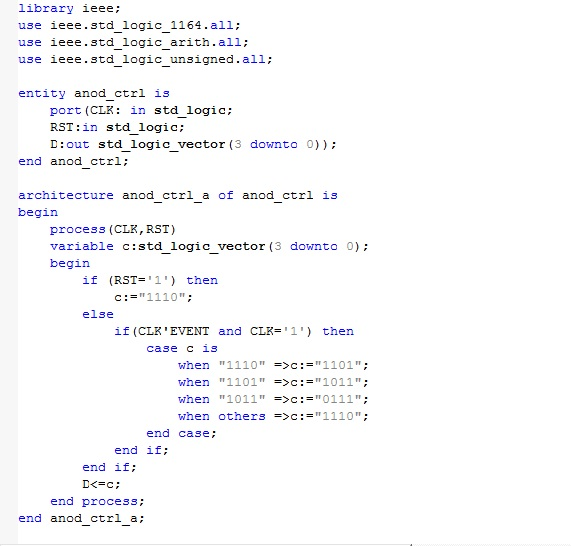 library ieee;
use ieee.std_logic_1164.all;
use ieee.std_logic_arith.all;
use ieee.std_logic_unsigned.all;

entity anod_ctrl is
    port(CLK: in std_logic;
    RST:in std_logic;
    D:out std_logic_vector(3 downto 0));
end anod_ctrl;

architecture anod_ctrl_a of anod_ctrl is
begin
    process(CLK,RST)
    variable c:std_logic_vector(3 downto 0);
    begin
        if (RST='1') then
            c:="1110";
        else
            if(CLK'EVENT and CLK='1') then
                case c is
                    when "1110" =>c:="1101";
                    when "1101" =>c:="1011";
                    when "1011" =>c:="0111";
                    when others =>c:="1110";
                end case;
            end if;
        end if;
        D<=c;
    end process;
end anod_ctrl_a;